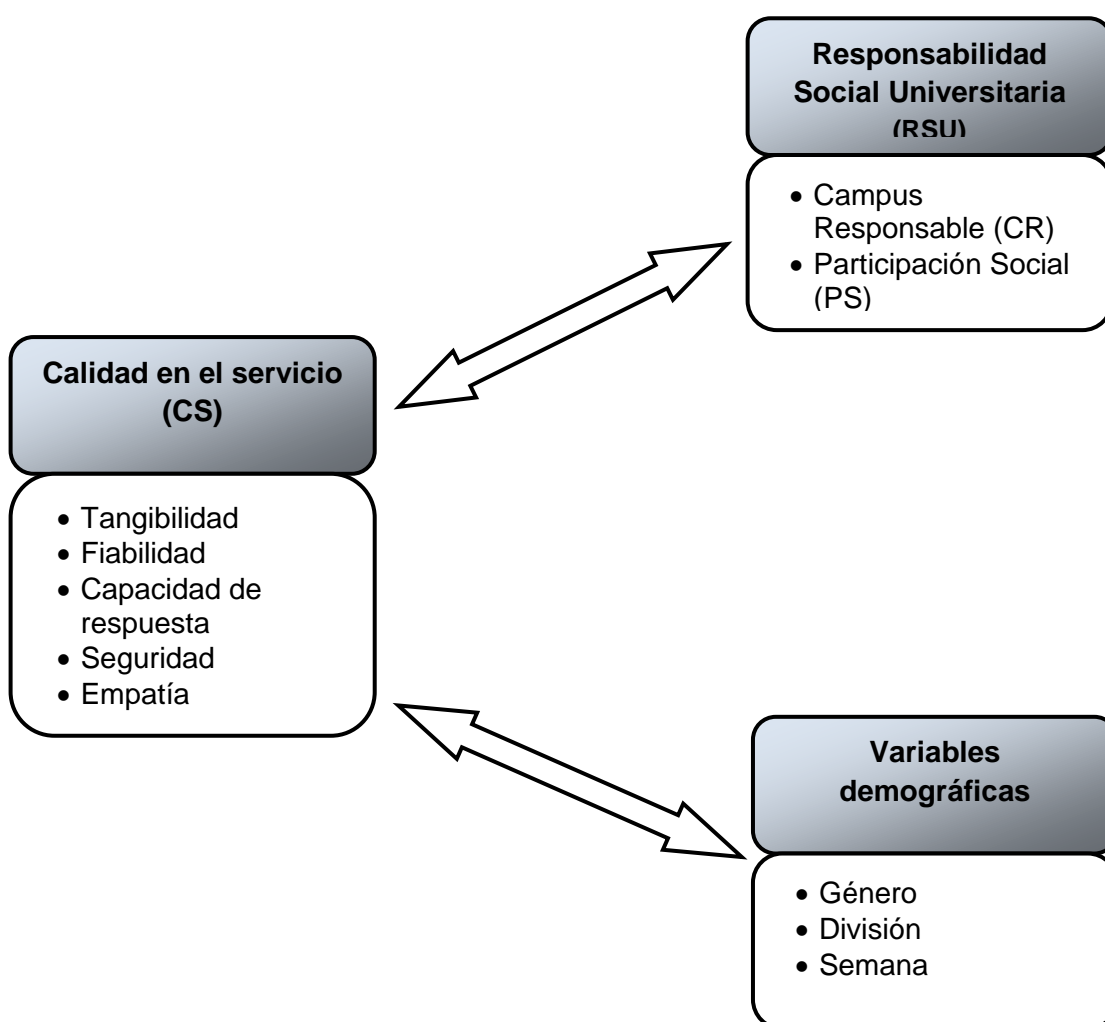 Responsabilidad
Social Universitaria
(RSU)
• Campus
Responsable (CR)
• Participación Social
(PS)
Calidad en el servicio
(CS)
• Tangibilidad
• Fiabilidad
• Capacidad de
respuesta
• Seguridad
• Empatía
Variables
demográficas
• Género
• División
• Semana